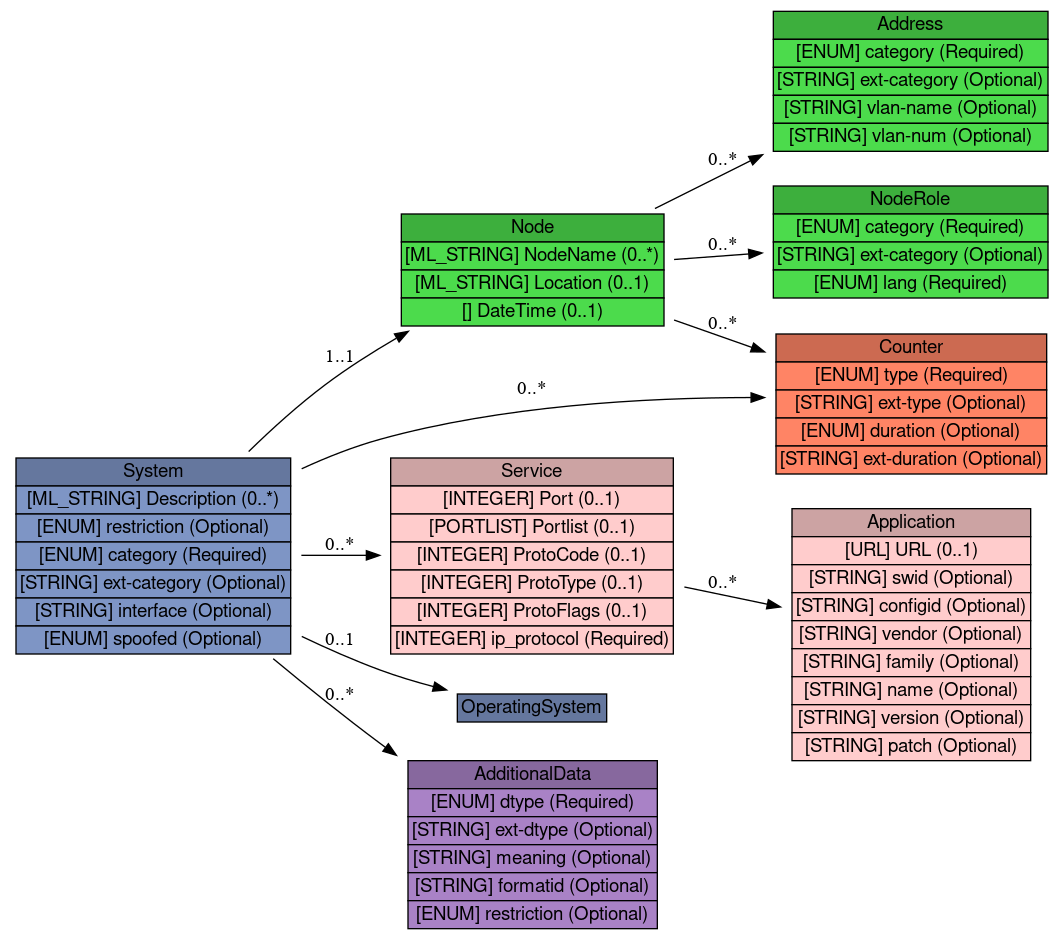 Address
[ENUM] category (Required)
[STRING] ext-category (Optional)
[STRING] vlan-name (Optional)
[STRING] vlan-num (Optional)
0..*
NodeRole
[ENUM] category (Required)
[STRING] ext-category (Optional)
[ENUM] lang (Required)
0..*
Node
[ML_STRING] NodeName (0..*)
[ML_STRING] Location (0..1)
[] DateTime (0..1)
0..*
1..1
Counter
[ENUM] type (Required)
[STRING] ext-type (Optional)
[ENUM] duration (Optional)
[STRING] ext-duration (Optional)
0..*
System
[ML_STRING] Description (0..*)
[ENUM] restriction (Optional)
[ENUM] category (Required)
[STRING] ext-category (Optional)
[STRING] interface (Optional)
[ENUM] spoofed (Optional)
0..*
Service
[INTEGER] Port (0..1)
[PORTLIST] Portlist (0..1)
[INTEGER] ProtoCode (0..1)
[INTEGER] ProtoType (0..1)
[INTEGER] ProtoFlags (0..1)
[INTEGER] ip_protocol (Required)
0..*
Application
[URL] URL (0..1)
[STRING] swid (Optional)
[STRING] configid (Optional)
[STRING] vendor (Optional)
[STRING] family (Optional)
[STRING] name (Optional)
[STRING] version (Optional)
[STRING] patch (Optional)
0..1
OperatingSystem
0..*
AdditionalData
[ENUM] dtype (Required)
[STRING] ext-dtype (Optional)
[STRING] meaning (Optional)
[STRING] formatid (Optional)
[ENUM] restriction (Optional)